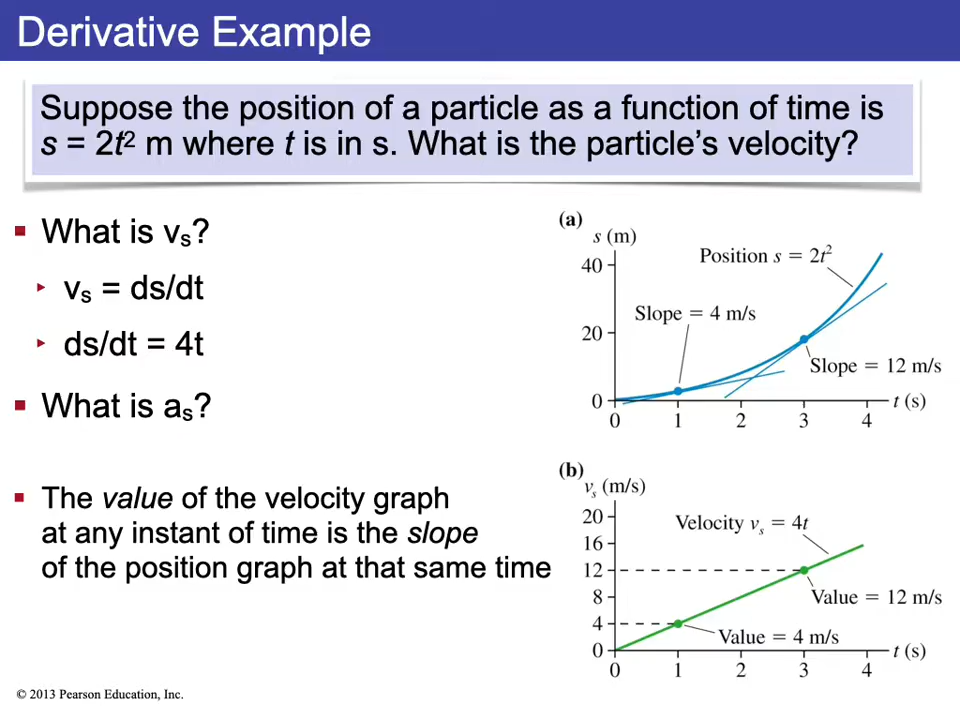 Derivative Example
Suppose the position of a particle as a function of time is
s = 2t² m where t is in s. What is the particle's velocity?
▪ What is vₛ?
‣ vₛ = ds/dt
‣ ds/dt = 4t
▪ What is aₛ?
▪ The value of the velocity graph
at any instant of time is the slope
of the position graph at that same time
(a)
s (m)
40
20
0
Position s = 2t²
Slope = 4 m/s
Slope = 12 m/s
t (s)
0 1 2 3 4
(b)
vₛ (m/s)
20
16
12
8
4
0
Velocity vₛ = 4t
Value = 12 m/s
Value = 4 m/s
t (s)
0 1 2 3 4
© 2013 Pearson Education, Inc.